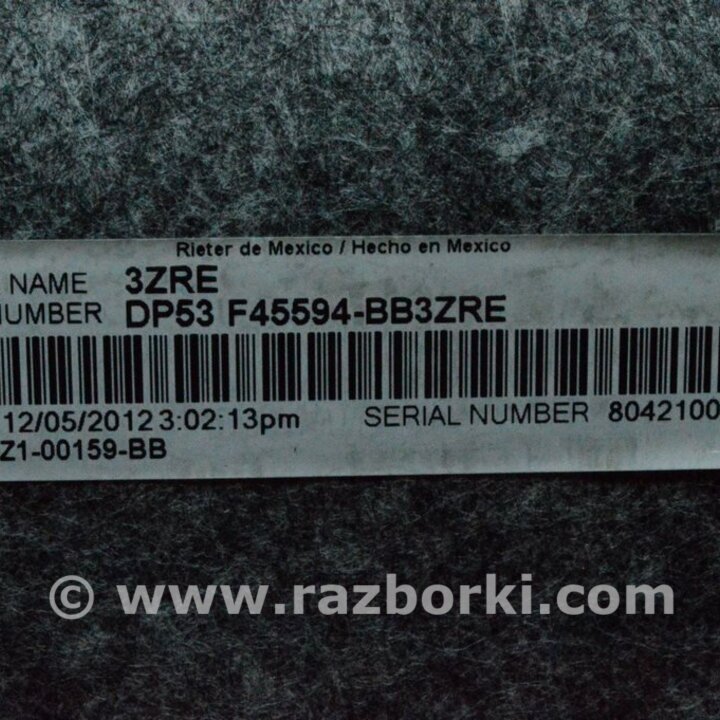 Rieter de Mexico / Hecho en Mexico
NAME 3ZRE
NUMBER DP53 F45594-BB3ZRE
12/05/2012 3:02:13pm SERIAL NUMBER 8042100
Z1-00159-BB
© www.razborki.com